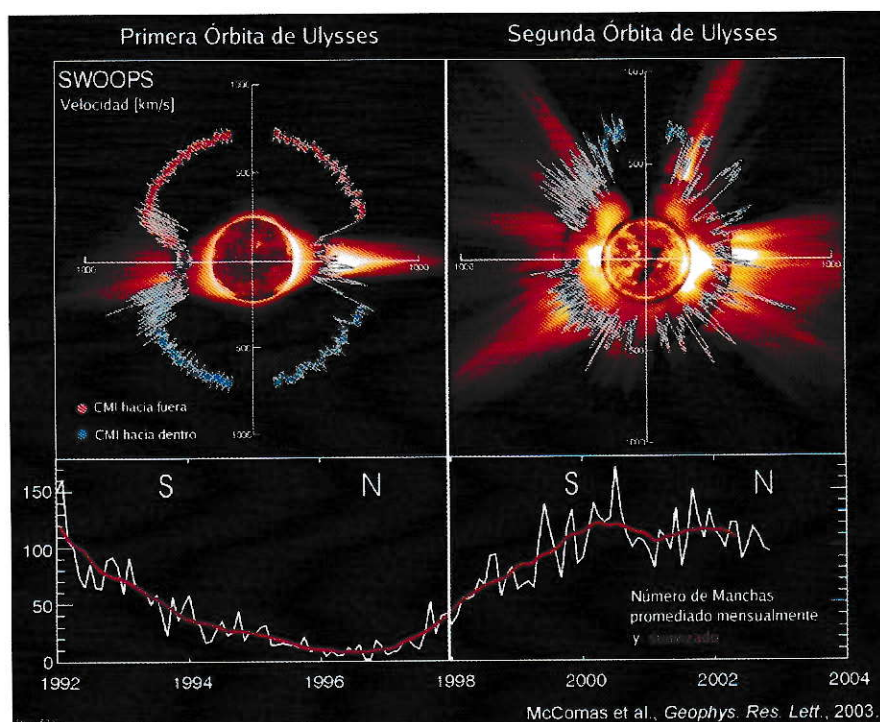 Primera Órbita de Ulysses
Segunda Órbita de Ulysses
SWOOPS
Velocidad [km/s]
1000
500
1000
1000
500
1000
CMI hacia fuera
CMI hacia dentro
1000
500
1000
1000
500
1000
S
N
S
N
150
100
50
0
Número de Manchas
promediado mensualmente
y suavizado
1992
1994
1996
1998
2000
2002
2004
McComas et al., Geophys. Res. Lett., 2003.